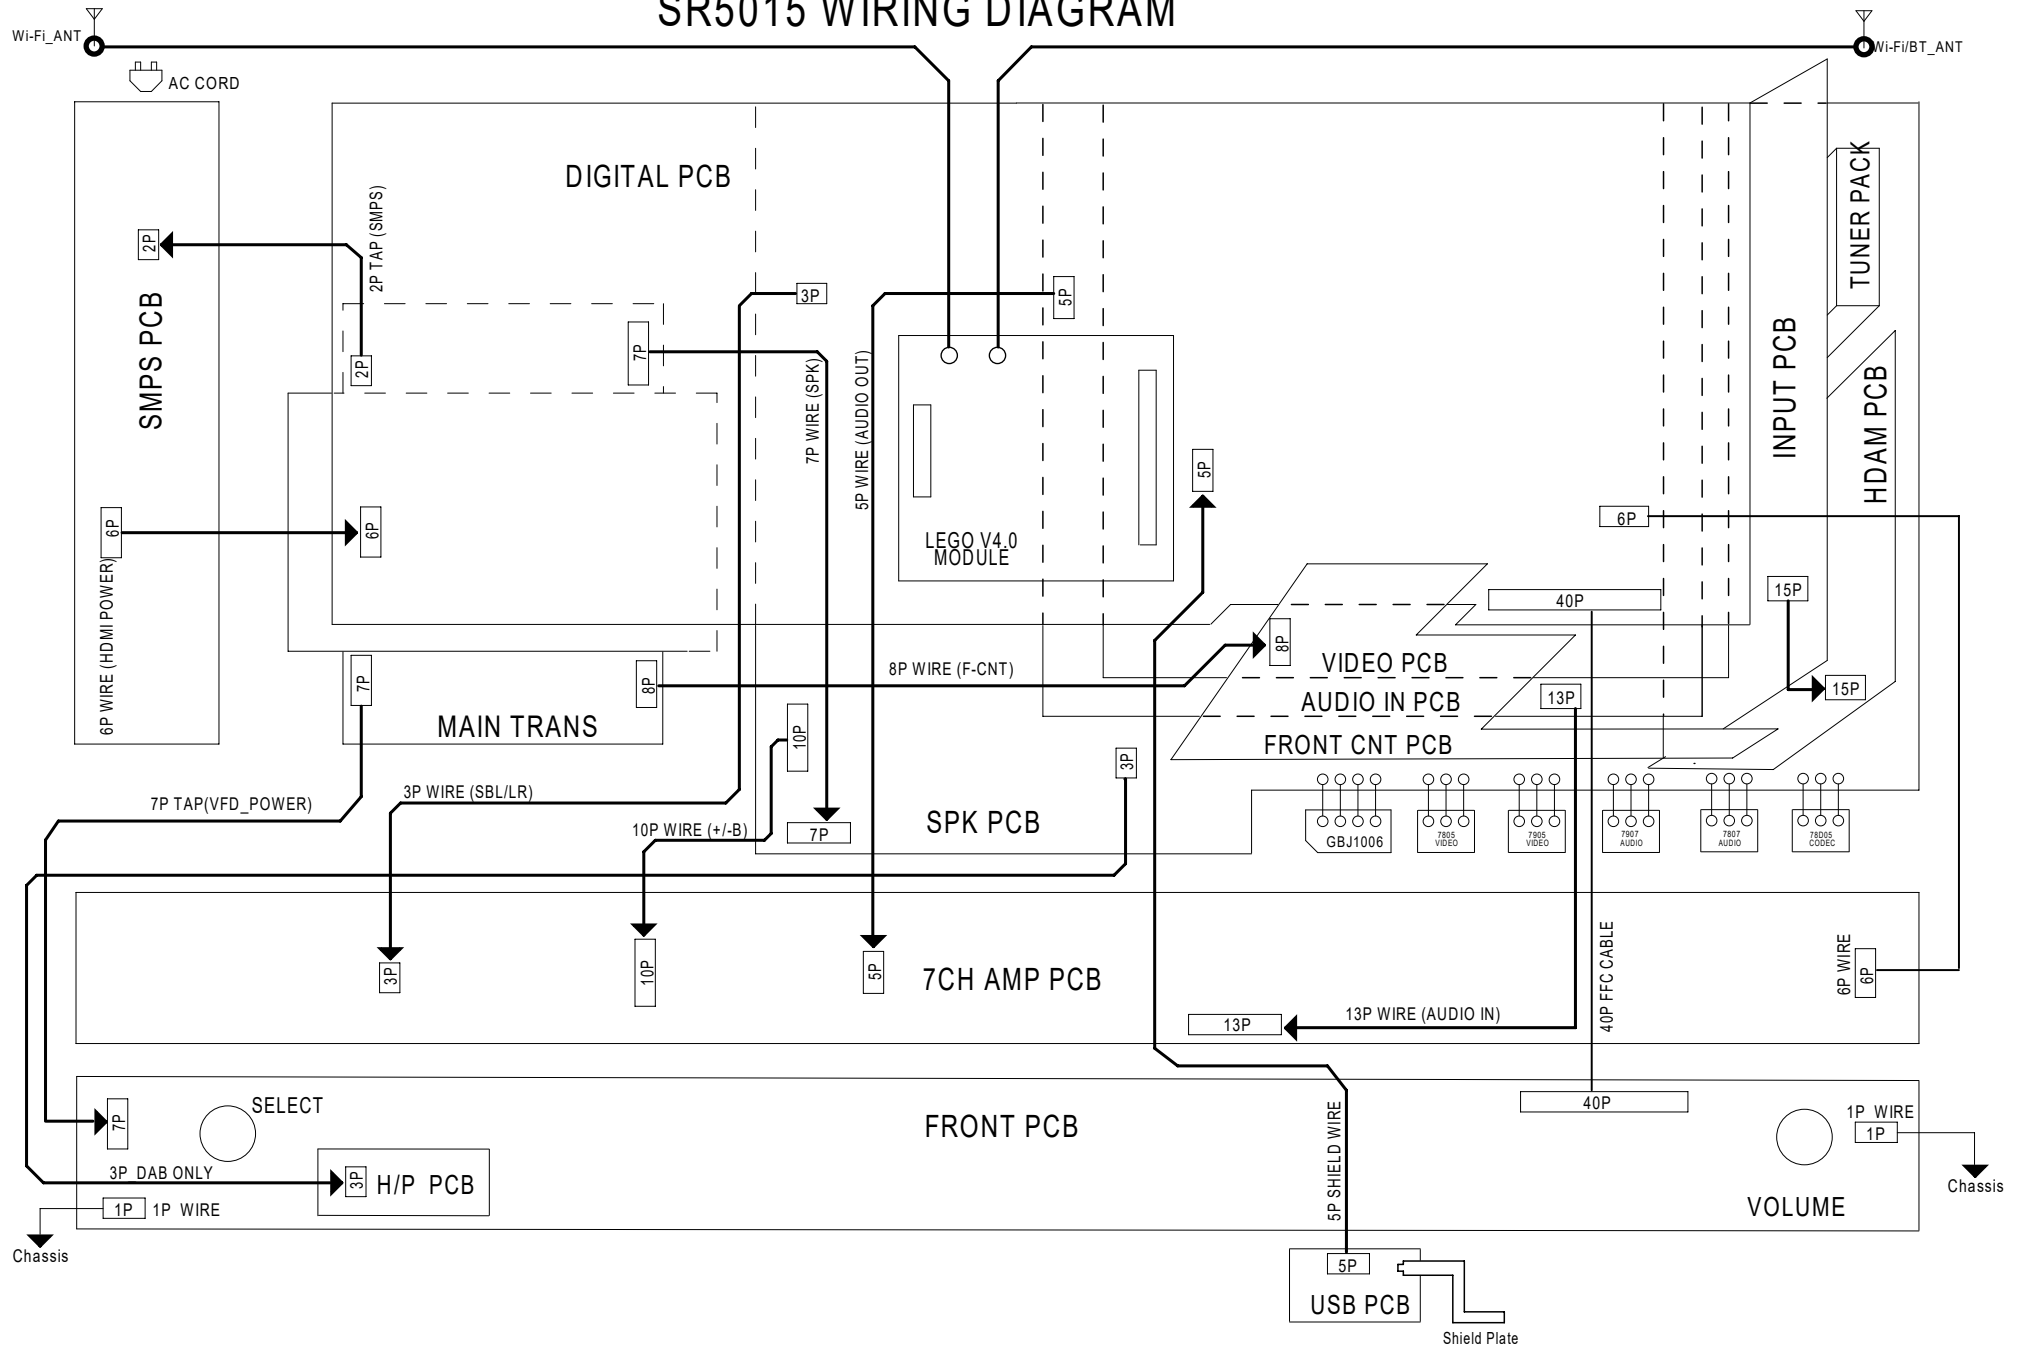 SR5015 WIRING DIAGRAM
Wi-Fi_ANT
Wi-Fi/BT_ANT
AC CORD
DIGITAL PCB
TUNER PACK
2P TAP (SMPS)
2P
SMPS PCB
3P
5P
INPUT PCB
7P
2P
7P WIRE (SPK)
5P WIRE (AUDIO OUT)
HDAM PCB
5P
6P
6P
6P
LEGO V4.0
MODULE
15P
40P
6P WIRE (HDMI POWER)
8P
VIDEO PCB
8P WIRE (F-CNT)
7P
8P
15P
13P
AUDIO IN PCB
MAIN TRANS
10P
FRONT CNT PCB
3P
3P WIRE (SBL/LR)
7P TAP(VFD_POWER)
10P WIRE (+/-B)
7P
SPK PCB
GBJ1006
7805
VIDEO
7905
VIDEO
7907
AUDIO
7807
AUDIO
78D05
CODEC
3P
10P
5P
7CH AMP PCB
40P FFC CABLE
6P WIRE
6P
13P
13P WIRE (AUDIO IN)
7P
SELECT
FRONT PCB
40P
1P WIRE
1P
5P SHIELD WIRE
3P DAB ONLY
3P
H/P PCB
Chassis
1P
1P WIRE
VOLUME
Chassis
5P
USB PCB
Shield Plate